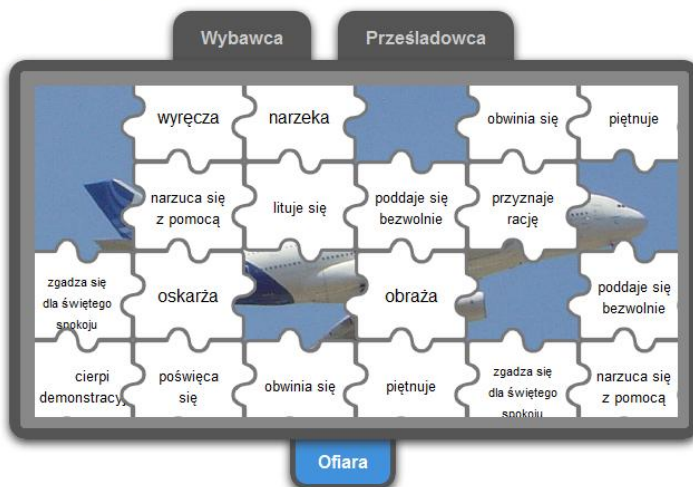 Wybawca
Prześladowca
wyręcza
narzeka
obwinia się
piętnuje
narzuca się
z pomocą
lituje się
poddaje się
bezwolnie
przyznaje
rację
zgadza się
dla świętego
spokoju
oskarża
obraża
poddaje się
bezwolnie
cierpi
demonstracyj
poświęca
się
obwinia się
piętnuje
zgadza się
dla świętego
spokoju
narzuca się
z pomocą
Ofiara